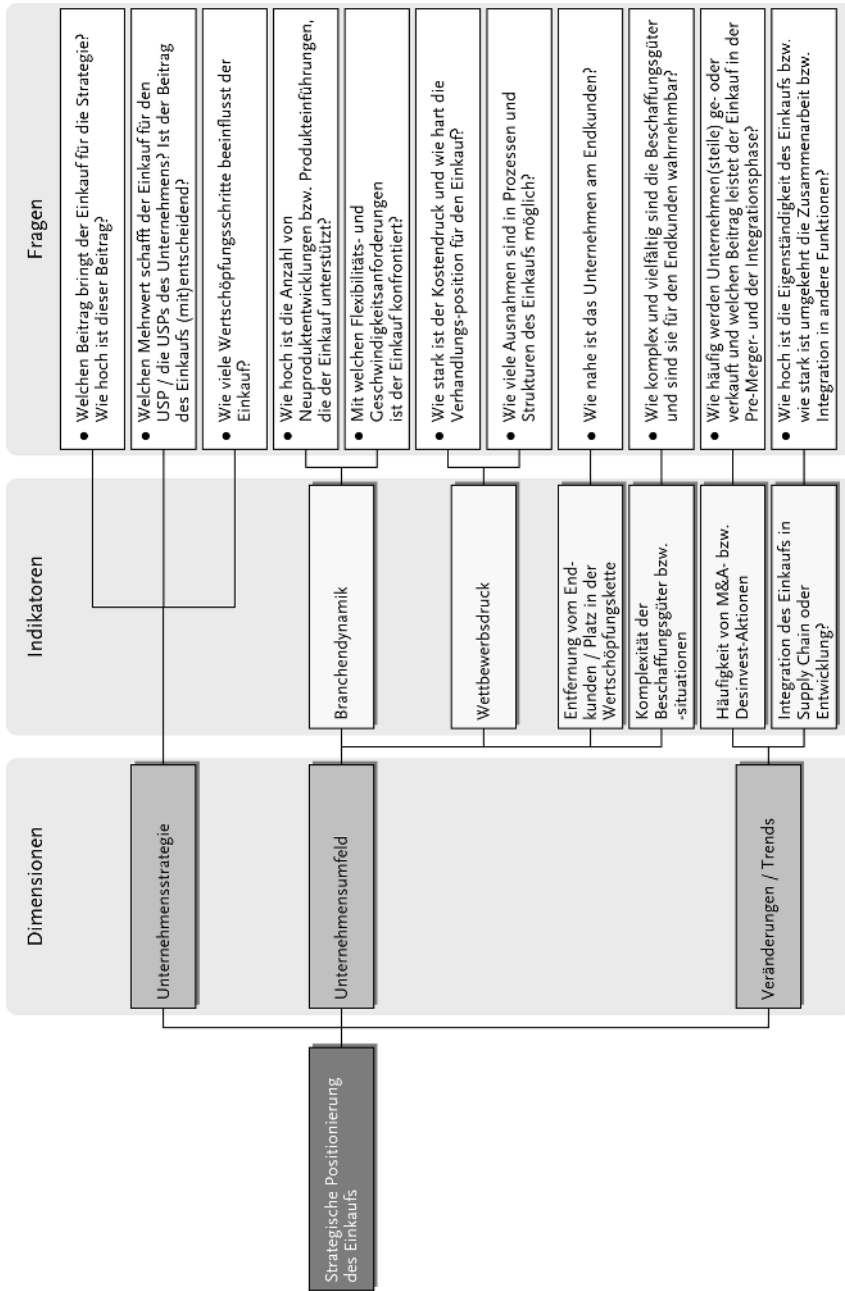 Dimensionen
Indikatoren
Fragen
Strategische Positionierung
des Einkaufs
Unternehmensstrategie
Unternehmensumfeld
Veränderungen / Trends
Branchendynamik
Wettbewerbsdruck
Entfernung vom End-
kunden / Platz in der
Wertschöpfungskette
Komplexität der
Beschaffungsgüter bzw.
-situationen
Häufigkeit von M&A- bzw.
Desinvest-Aktionen
Integration des Einkaufs in
Supply Chain oder
Entwicklung?
● Welchen Beitrag bringt der Einkauf für die Strategie?
Wie hoch ist dieser Beitrag?
● Welchen Mehrwert schafft der Einkauf für den
USP / die USPs des Unternehmens? Ist der Beitrag
des Einkaufs (mit)entscheidend?
● Wie viele Wertschöpfungsschritte beeinflusst der
Einkauf?
● Wie hoch ist die Anzahl von
Neuproduktentwicklungen bzw. Produkteinführungen,
die der Einkauf unterstützt?
● Mit welchen Flexibilitäts- und
Geschwindigkeitsanforderungen
ist der Einkauf konfrontiert?
● Wie stark ist der Kostendruck und wie hart die
Verhandlungs-position für den Einkauf?
● Wie viele Ausnahmen sind in Prozessen und
Strukturen des Einkaufs möglich?
● Wie nahe ist das Unternehmen am Endkunden?
● Wie komplex und vielfältig sind die Beschaffungsgüter
und sind sie für den Endkunden wahrnehmbar?
● Wie häufig werden Unternehmen(steile) ge- oder
verkauft und welchen Beitrag leistet der Einkauf in der
Pre-Merger- und der Integrationsphase?
● Wie hoch ist die Eigenständigkeit des Einkaufs bzw.
wie stark ist umgekehrt die Zusammenarbeit bzw.
Integration in andere Funktionen?